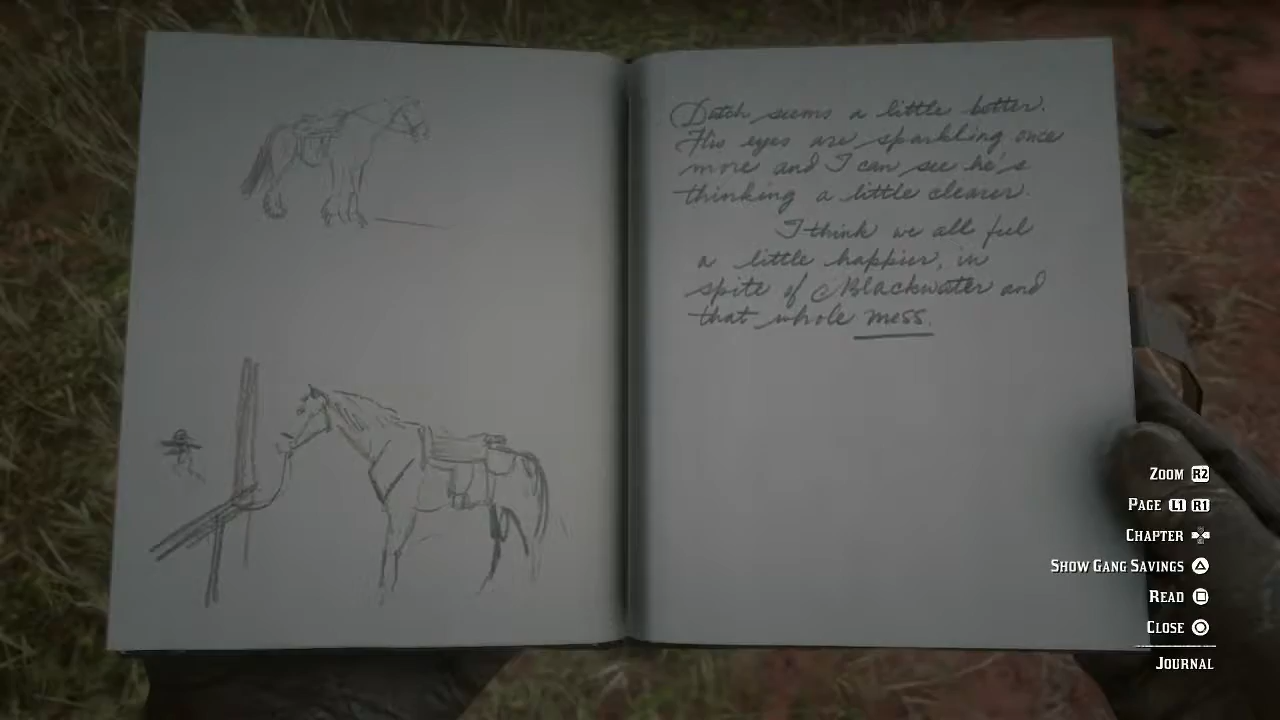 Dutch seems a little better.
His eyes are sparkling once
more and I can see he's
thinking a little clearer.
I think we all feel
a little happier, in
spite of Blackwater and
that whole mess.
ZOOM R2
PAGE L1 R1
CHAPTER
SHOW GANG SAVINGS
READ
CLOSE
JOURNAL